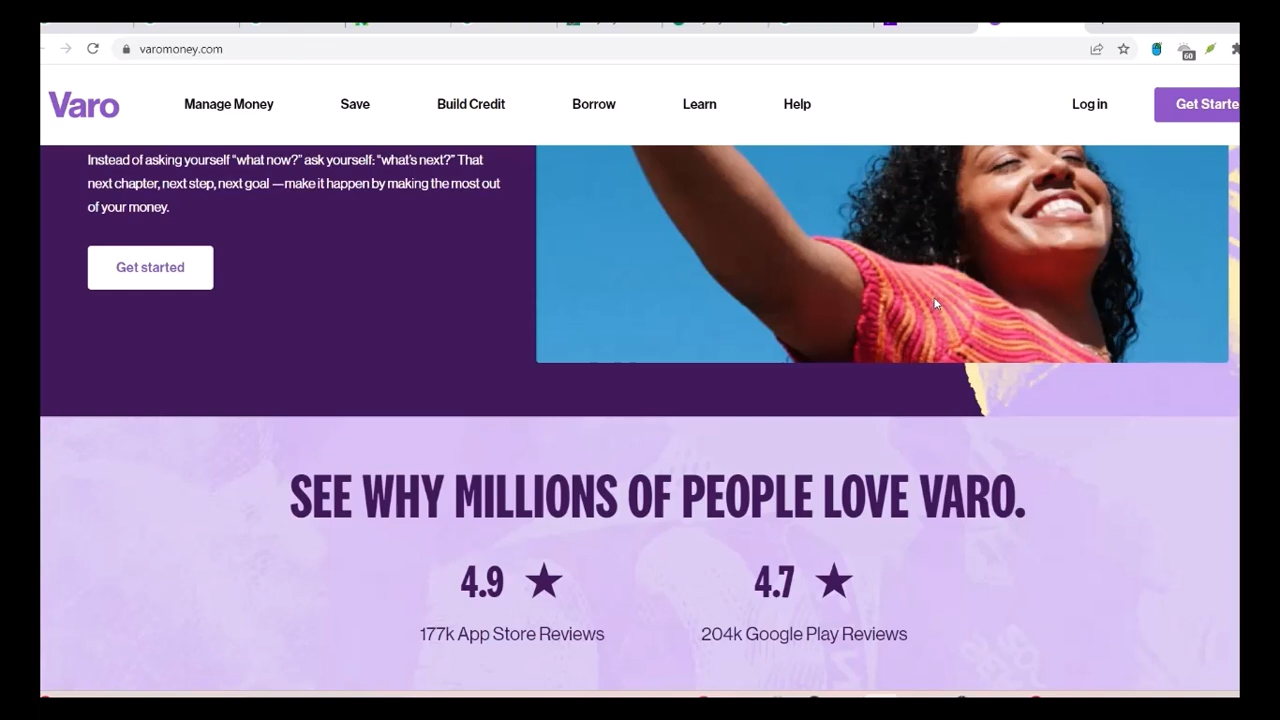 varomoney.com
60
Varo
Manage Money
Save
Build Credit
Borrow
Learn
Help
Log in
Get Starte
Instead of asking yourself “what now?” ask yourself: “what’s next?” That
next chapter, next step, next goal —make it happen by making the most out
of your money.
Get started
SEE WHY MILLIONS OF PEOPLE LOVE VARO.
4.9 ★
4.7 ★
177k App Store Reviews
204k Google Play Reviews